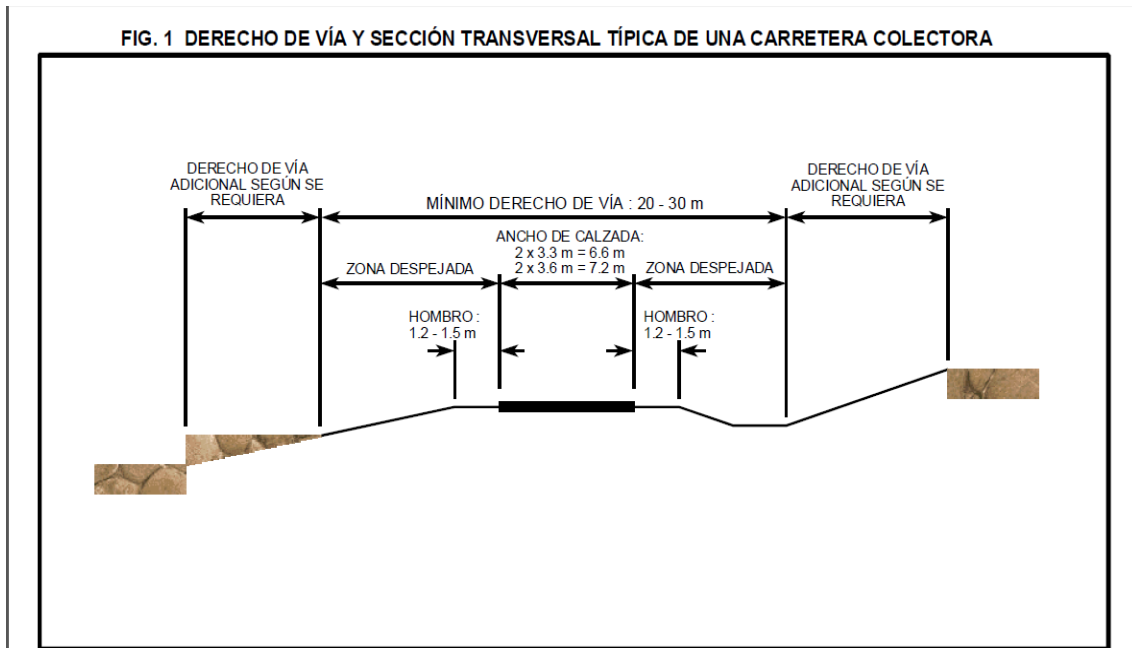 FIG. 1 DERECHO DE VÍA Y SECCIÓN TRANSVERSAL TÍPICA DE UNA CARRETERA COLECTORA
DERECHO DE VÍA
ADICIONAL SEGÚN SE
REQUIERA
MÍNIMO DERECHO DE VÍA : 20 - 30 m
DERECHO DE VÍA
ADICIONAL SEGÚN SE
REQUIERA
ANCHO DE CALZADA:
2 x 3.3 m = 6.6 m
2 x 3.6 m = 7.2 m
ZONA DESPEJADA
ZONA DESPEJADA
HOMBRO :
1.2 - 1.5 m
HOMBRO :
1.2 - 1.5 m